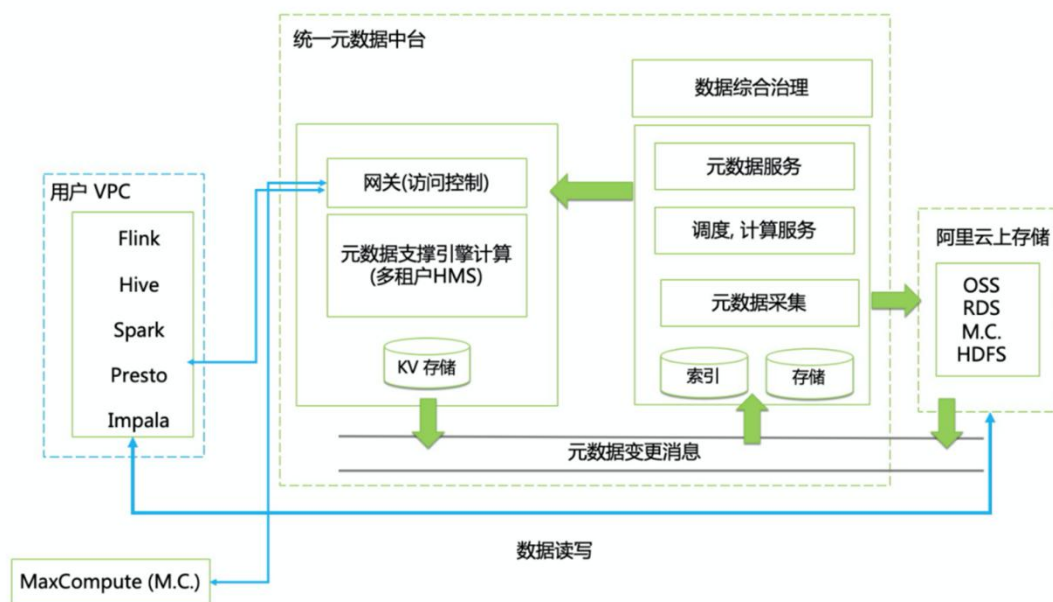 统一元数据中台
数据综合治理
网关(访问控制)
元数据支撑引擎计算
(多租户HMS)
KV 存储
元数据服务
调度, 计算服务
元数据采集
索引
存储
用户 VPC
Flink
Hive
Spark
Presto
Impala
阿里云上存储
OSS
RDS
M.C.
HDFS
元数据变更消息
数据读写
MaxCompute (M.C.)